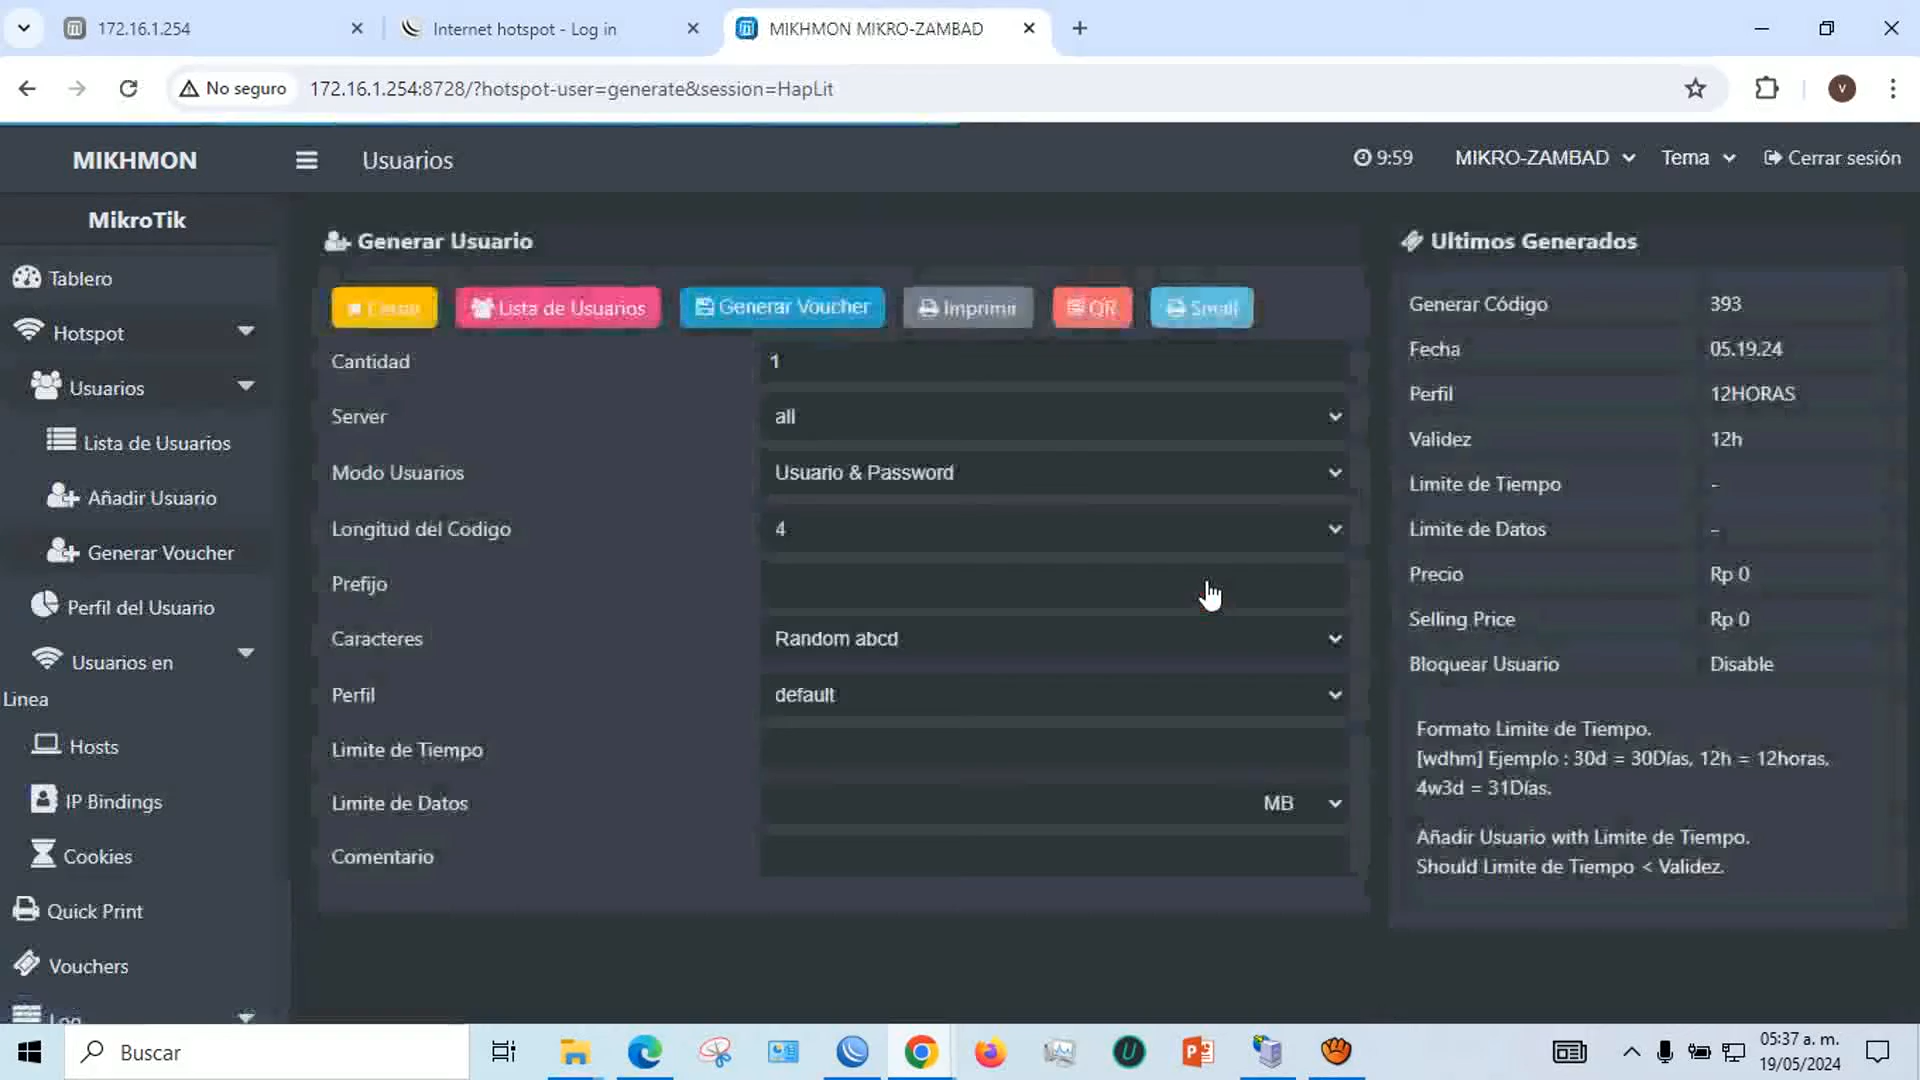 172.16.1.254
Internet hotspot - Log in
MIKHMON MIKRO-ZAMBAD
No seguro
172.16.1.254:8728/?hotspot-user=generate&session=HapLit
V
MIKHMON
Usuarios
9:59
MIKRO-ZAMBAD
Tema
Cerrar sesión
MikroTik
Tablero
Hotspot
Usuarios
Lista de Usuarios
Añadir Usuario
Generar Voucher
Perfil del Usuario
Usuarios en
Linea
Hosts
IP Bindings
Cookies
Quick Print
Vouchers
Log
Generar Usuario
Lista de Usuarios
Generar Voucher
Imprimir
QR
Small
Cantidad
1
Server
all
Modo Usuarios
Usuario & Password
Longitud del Codigo
4
Prefijo
Caracteres
Random abcd
Perfil
default
Limite de Tiempo
Limite de Datos
MB
Comentario
Ultimos Generados
Generar Código
393
Fecha
05.19.24
Perfil
12HORAS
Validez
12h
Limite de Tiempo
-
Limite de Datos
-
Precio
Rp 0
Selling Price
Rp 0
Bloquear Usuario
Disable
Formato Limite de Tiempo.
[wdhm] Ejemplo : 30d = 30Días, 12h = 12horas,
4w3d = 31Días.
Añadir Usuario with Limite de Tiempo.
Should Limite de Tiempo < Validez.
Buscar
05:37 a. m.
19/05/2024